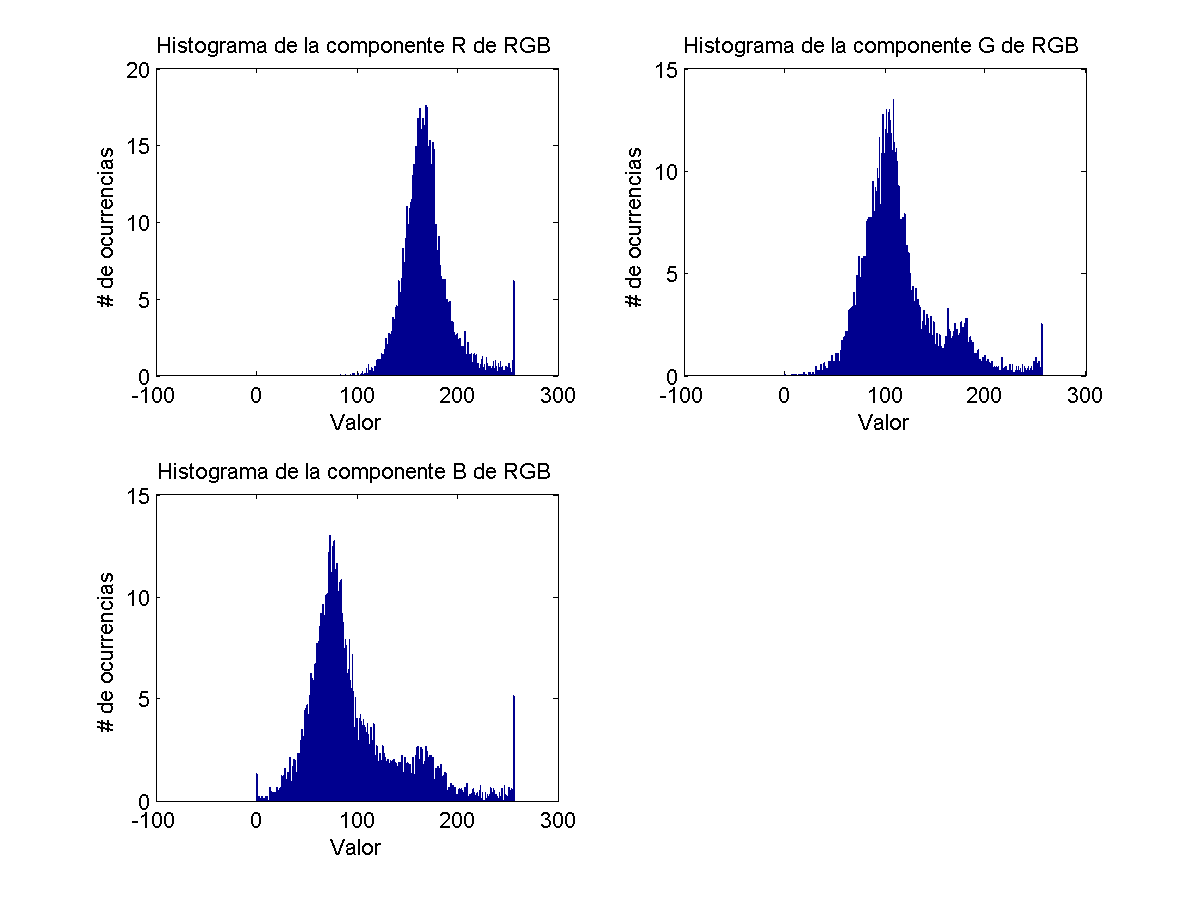 Histograma de la componente R de RGB
20
15
10
5
0
-100 0 100 200 300
# de ocurrencias
Valor
Histograma de la componente G de RGB
15
10
5
0
-100 0 100 200 300
# de ocurrencias
Valor
Histograma de la componente B de RGB
15
10
5
0
-100 0 100 200 300
# de ocurrencias
Valor